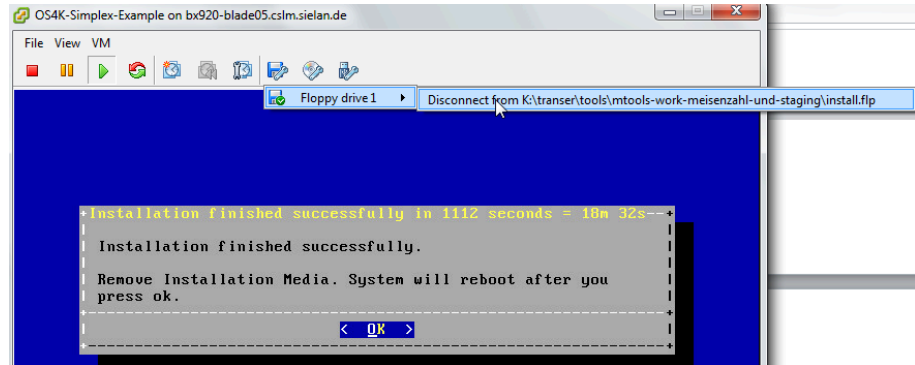 OS4K-Simplex-Example on bx920-blade05.cslm.sielan.de
File View VM
Floppy drive 1
Disconnect from K:\transer\tools\mtools-work-meisenzahl-und-staging\install.flp
+Installation finished successfully in 1112 seconds = 18m 32s--+
Installation finished successfully.
Remove Installation Media. System will reboot after you
press ok.
< OK >